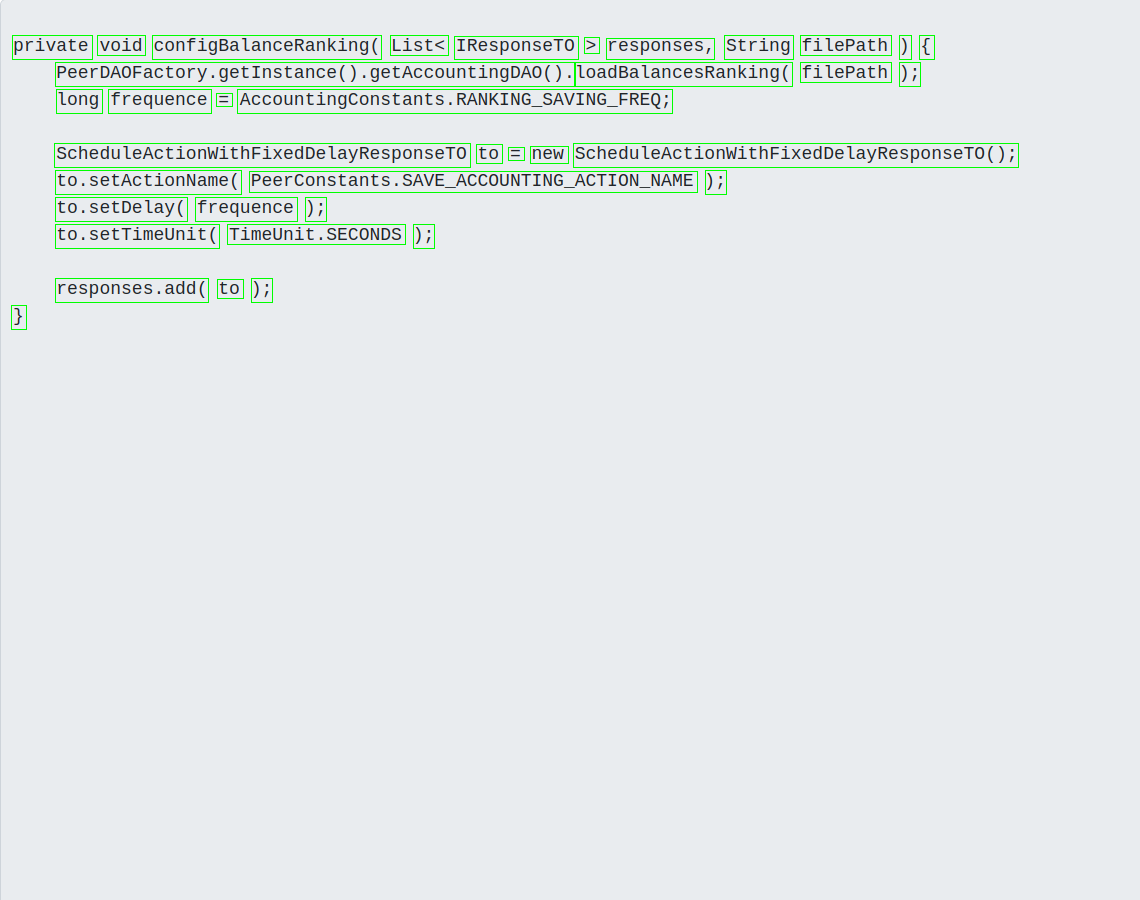 private void configBalanceRanking( List< IResponseTO > responses, String filePath ) {
PeerDAOFactory.getInstance().getAccountingDAO().loadBalancesRanking( filePath );
long frequence = AccountingConstants.RANKING_SAVING_FREQ;
ScheduleActionWithFixedDelayResponseTO to = new ScheduleActionWithFixedDelayResponseTO();
to.setActionName( PeerConstants.SAVE_ACCOUNTING_ACTION_NAME );
to.setDelay( frequence );
to.setTimeUnit( TimeUnit.SECONDS );
responses.add( to );
}